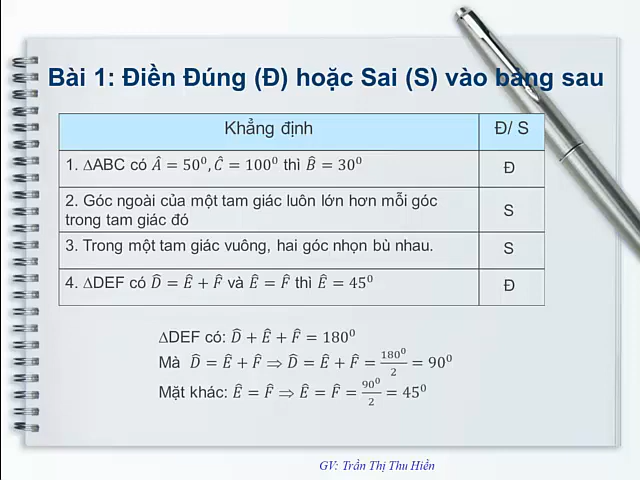 Bài 1: Điền Đúng (Đ) hoặc Sai (S) vào bảng sau
Khẳng định Đ/ S
1. ∆ABC có Â = 50⁰, Ĉ = 100⁰ thì B̂ = 30⁰ Đ
2. Góc ngoài của một tam giác luôn lớn hơn mỗi góc
trong tam giác đó S
3. Trong một tam giác vuông, hai góc nhọn bù nhau. S
4. ∆DEF có D̂ = Ê + F̂ và Ê = F̂ thì Ê = 45⁰ Đ
∆DEF có: D̂ + Ê + F̂ = 180⁰
Mà D̂ = Ê + F̂ ⇒ D̂ = Ê + F̂ = 180⁰/2 = 90⁰
Mặt khác: Ê = F̂ ⇒ Ê = F̂ = 90⁰/2 = 45⁰
GV: Trần Thị Thu Hiền